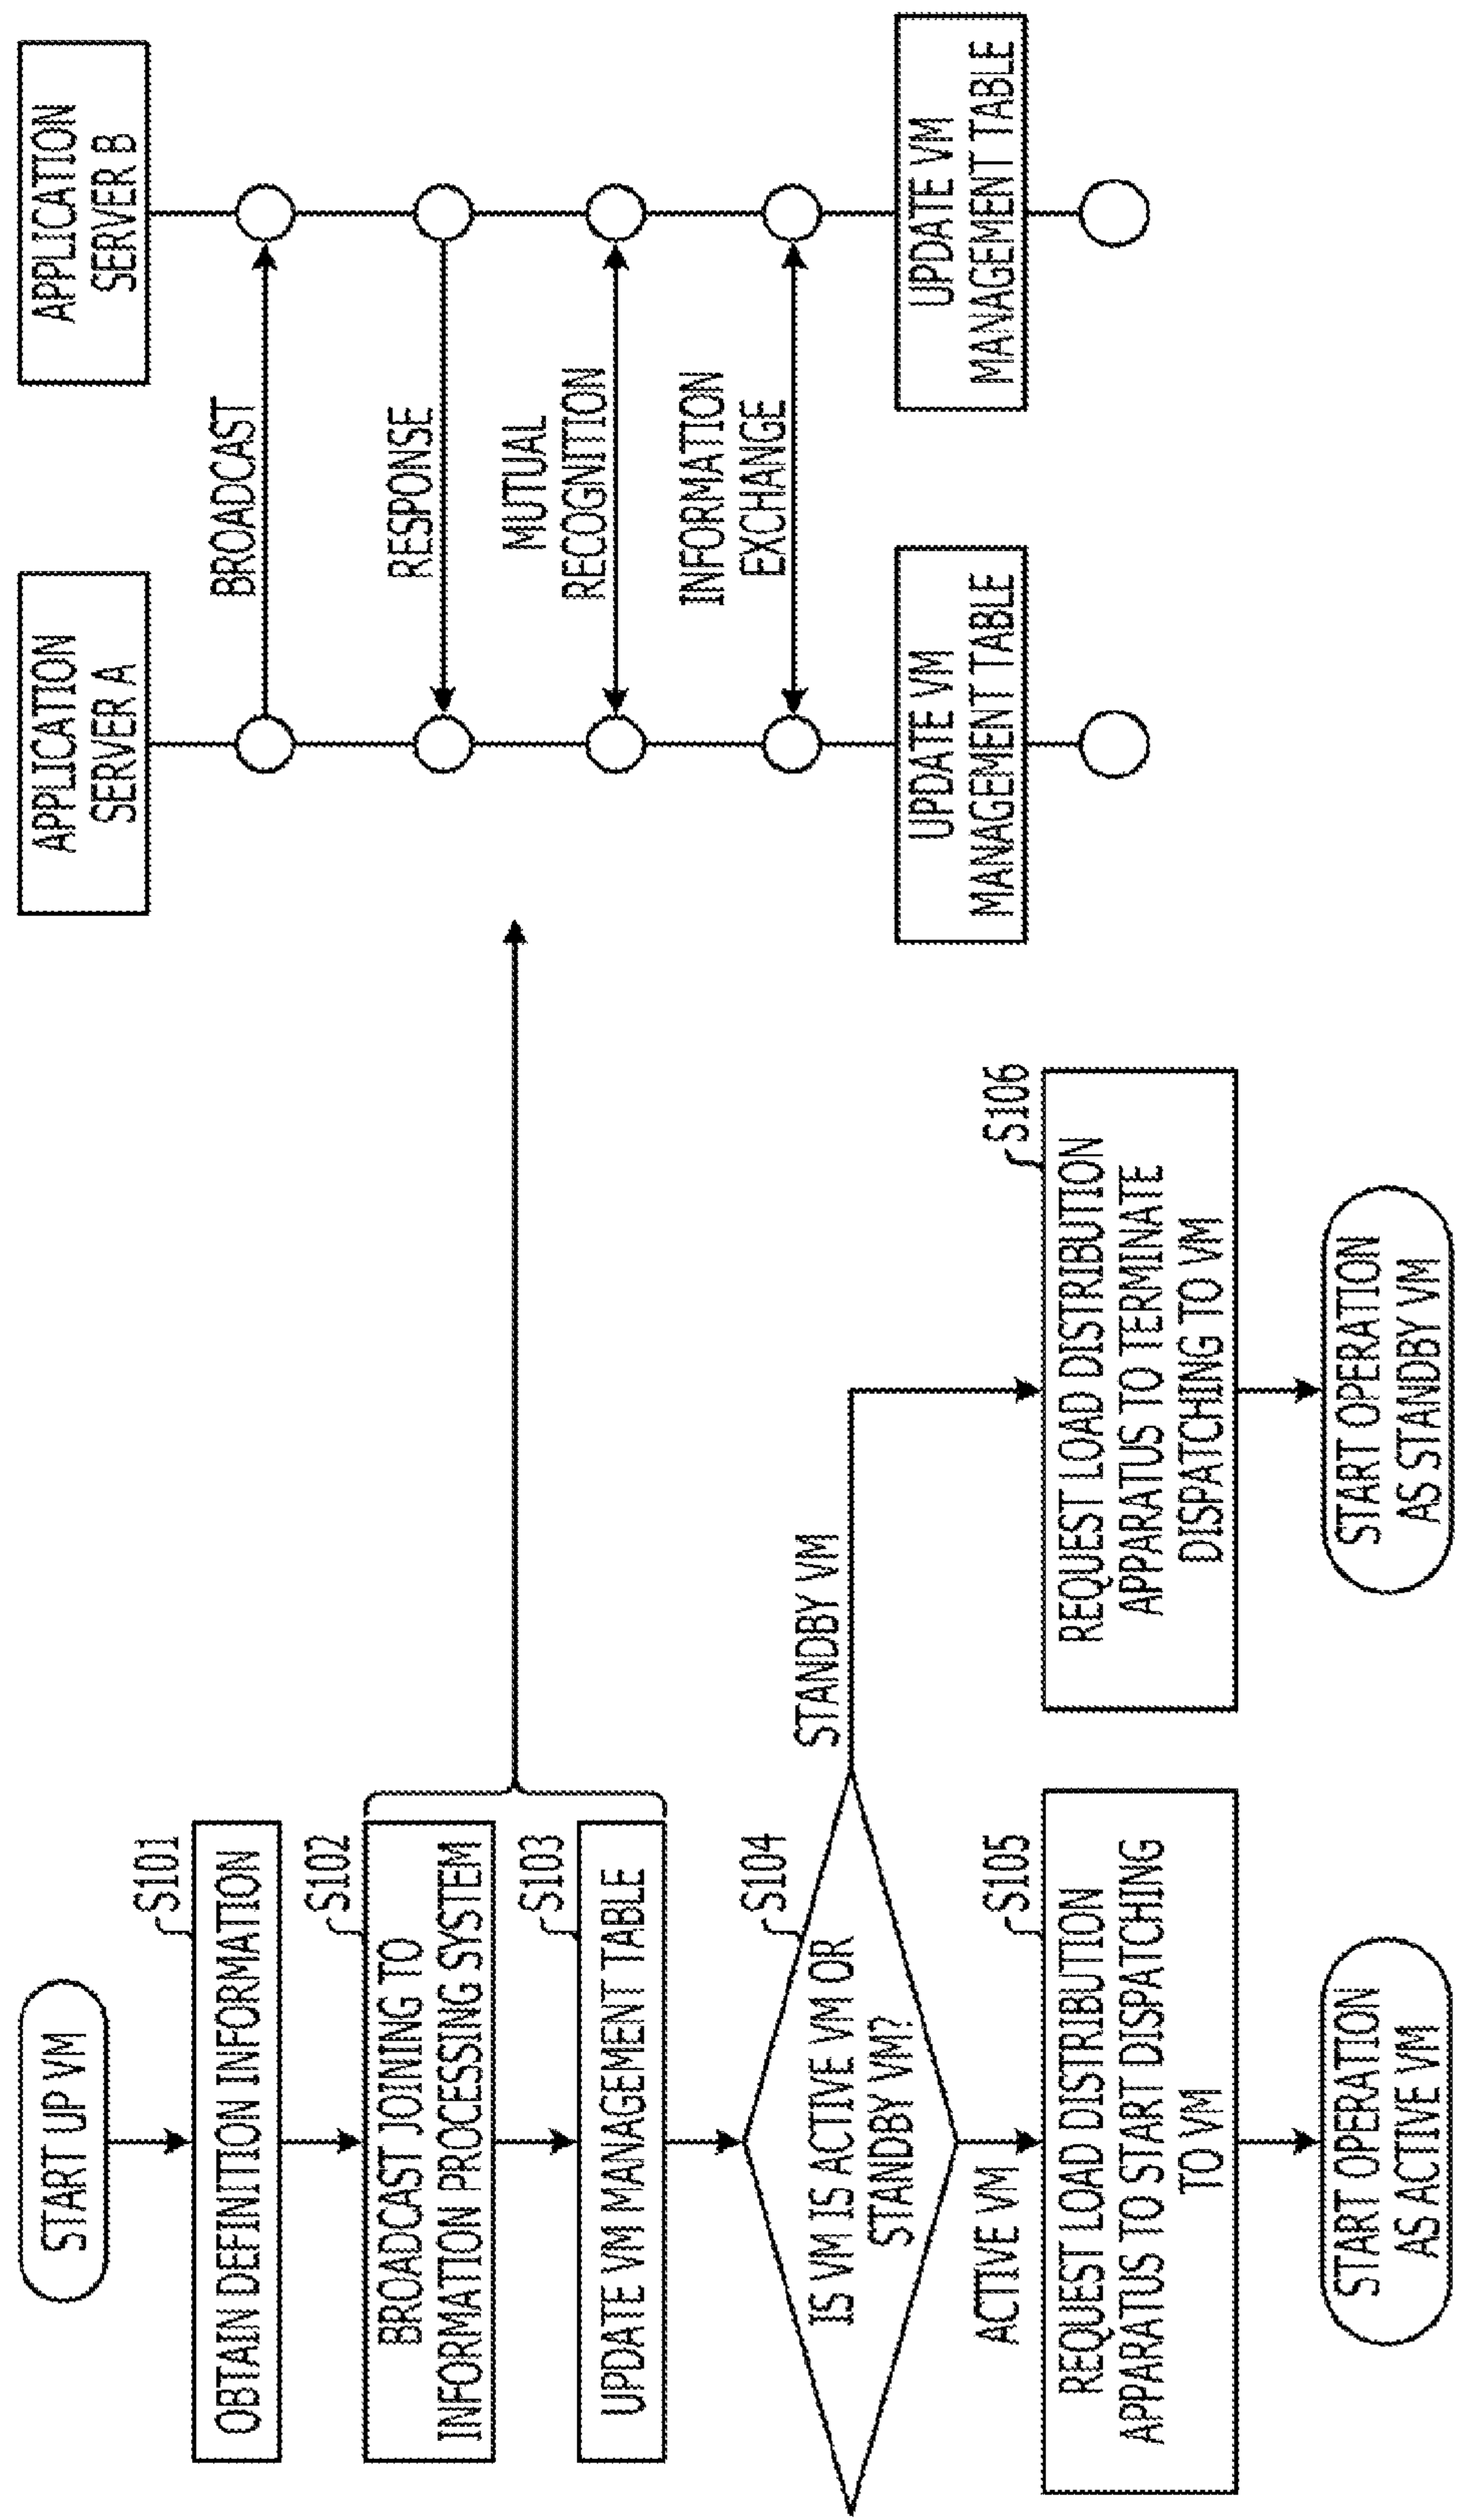 START UP VM
S101
OBTAIN DEFINITION INFORMATION
S102
BROADCAST JOINING TO
INFORMATION PROCESSING SYSTEM
S103
UPDATE VM MANAGEMENT TABLE
S104
IS VM IS ACTIVE VM OR
STANDBY VM?
STANDBY VM
ACTIVE VM
S105
REQUEST LOAD DISTRIBUTION
APPARATUS TO START DISPATCHING
TO VM
START OPERATION
AS ACTIVE VM
S106
REQUEST LOAD DISTRIBUTION
APPARATUS TO TERMINATE
DISPATCHING TO VM
START OPERATION
AS STANDBY VM
APPLICATION
SERVER A
APPLICATION
SERVER B
BROADCAST
RESPONSE
MUTUAL
RECOGNITION
INFORMATION
EXCHANGE
UPDATE VM
MANAGEMENT TABLE
UPDATE VM
MANAGEMENT TABLE